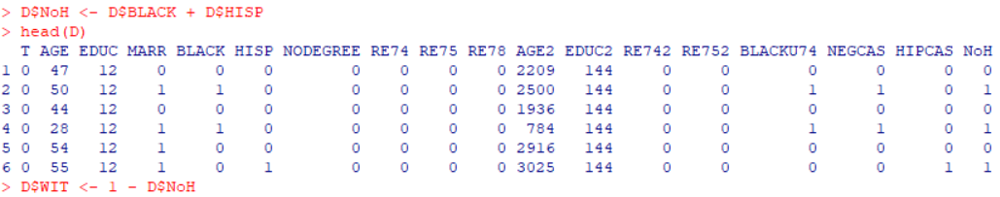 > D$NoH <- D$BLACK + D$HISP
> head(D)
  T AGE EDUC MARR BLACK HISP NODEGREE RE74 RE75 RE78 AGE2 EDUC2 RE742 RE752 BLACKU74 NEGCAS HIPCAS NoH
1 0  47   12    0     0    0        0    0    0    0 2209   144     0     0        0      0      0   0
2 0  50   12    1     1    0        0    0    0    0 2500   144     0     0        1      1      0   1
3 0  44   12    0     0    0        0    0    0    0 1936   144     0     0        0      0      0   0
4 0  28   12    1     1    0        0    0    0    0  784   144     0     0        1      1      0   1
5 0  54   12    1     0    0        0    0    0    0 2916   144     0     0        0      0      0   0
6 0  55   12    1     0    1        0    0    0    0 3025   144     0     0        0      0      1   1
> D$WIT <- 1 - D$NoH